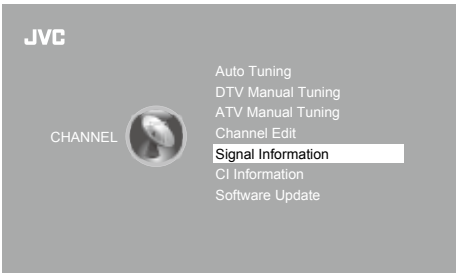 JVC
CHANNEL
Auto Tuning
DTV Manual Tuning
ATV Manual Tuning
Channel Edit
Signal Information
CI Information
Software Update